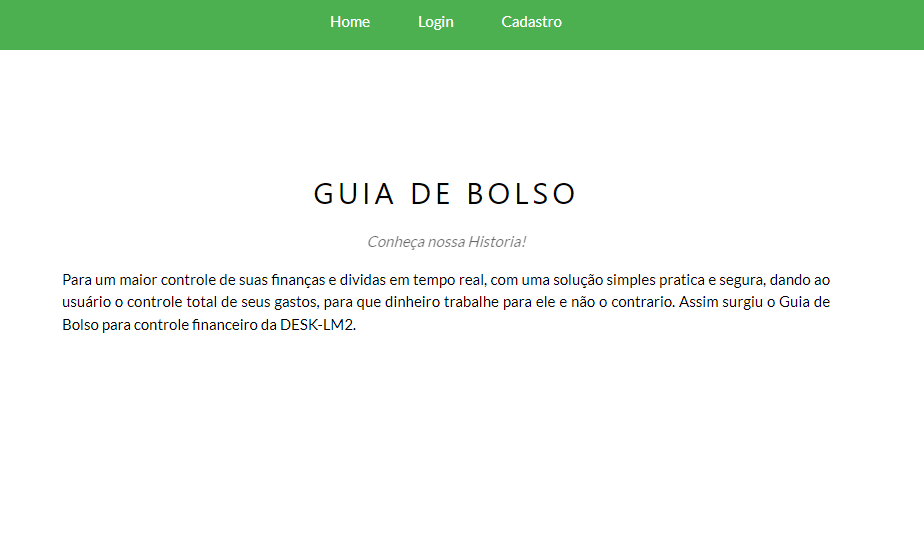 Home Login Cadastro
GUIA DE BOLSO
Conheça nossa Historia!
Para um maior controle de suas finanças e dividas em tempo real, com uma solução simples pratica e segura, dando ao
usuário o controle total de seus gastos, para que dinheiro trabalhe para ele e não o contrario. Assim surgiu o Guia de
Bolso para controle financeiro da DESK-LM2.